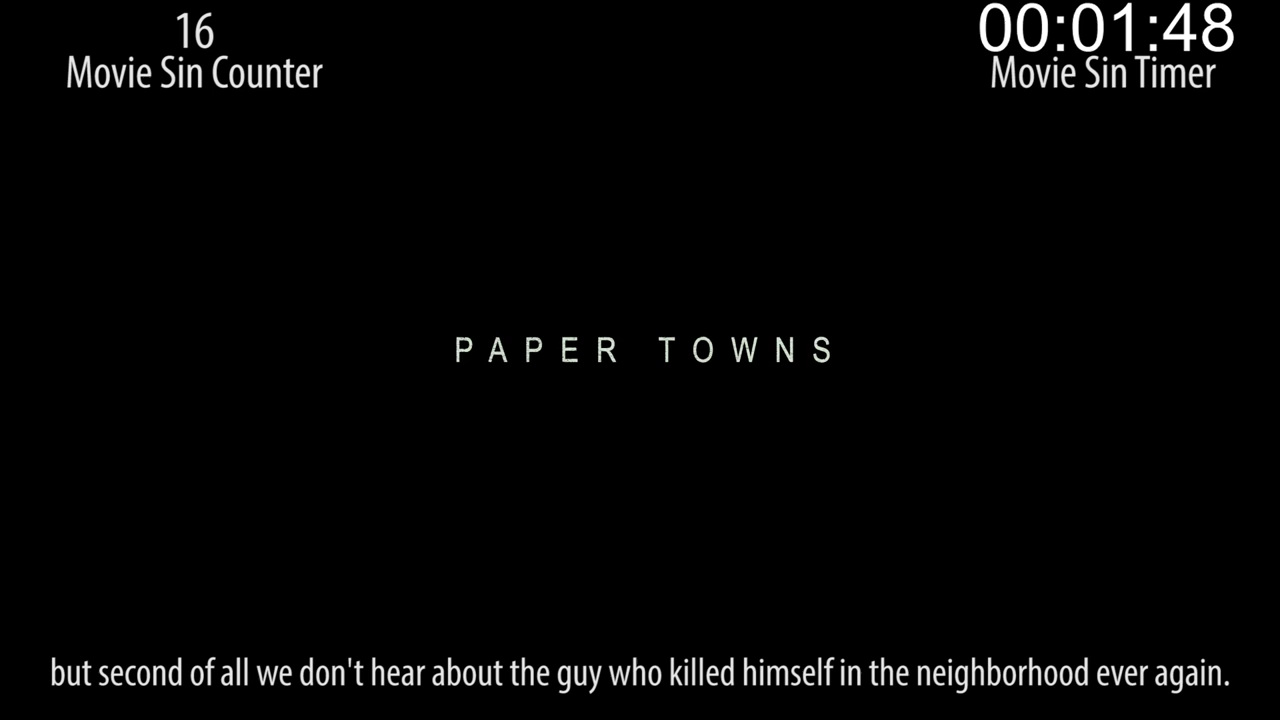 16
Movie Sin Counter
00:01:48
Movie Sin Timer
PAPER TOWNS
but second of all we don't hear about the guy who killed himself in the neighborhood ever again.